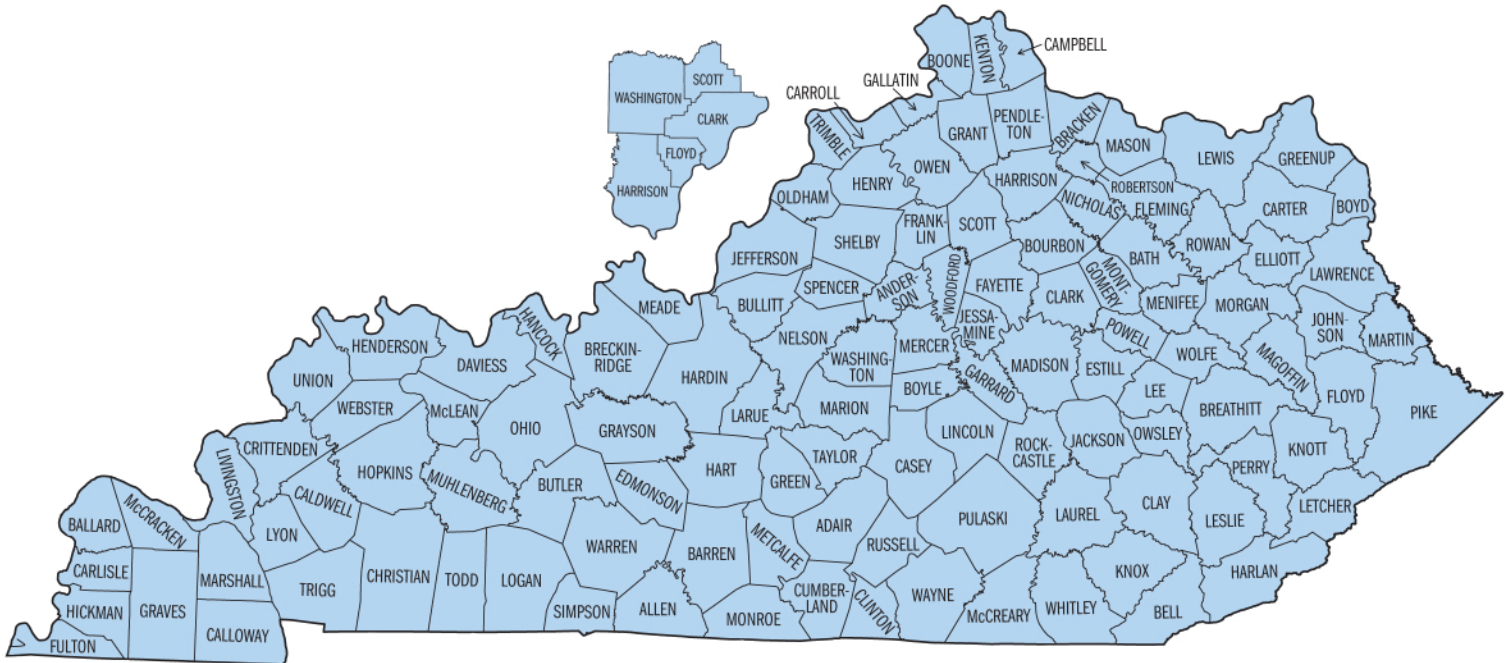 CAMPBELL
KENTON
BOONE
GALLATIN
CARROLL
SCOTT
WASHINGTON
CLARK
FLOYD
HARRISON
TRIMBLE
GRANT
PENDLE-
TON
BRACKEN
MASON
LEWIS
GREENUP
OWEN
HENRY
HARRISON
ROBERTSON
NICHOLAS
FLEMING
CARTER
BOYD
OLDHAM
SHELBY
FRANK-
LIN
SCOTT
BOURBON
ROWAN
BATH
ELLIOTT
LAWRENCE
JEFFERSON
SPENCER
ANDER-
SON
WOODFORD
FAYETTE
CLARK
MONT-
GOMERY
MENIFEE
MORGAN
BULLITT
MEADE
HANCOCK
JESSA-
MINE
POWELL
JOHN-
SON
MARTIN
HENDERSON
DAVIESS
BRECKIN-
RIDGE
NELSON
WASHING-
TON
MERCER
MADISON
ESTILL
WOLFE
MAGOFFIN
UNION
HARDIN
BOYLE
GARRARD
LEE
FLOYD
PIKE
WEBSTER
McLEAN
OHIO
GRAYSON
LARUE
MARION
LINCOLN
ROCK-
CASTLE
JACKSON
OWSLEY
BREATHITT
KNOTT
CRITTENDEN
LIVINGSTON
HOPKINS
MUHLENBERG
BUTLER
EDMONSON
HART
GREEN
TAYLOR
CASEY
PERRY
LETCHER
CALDWELL
LYON
BALLARD
McCRACKEN
WARREN
BARREN
METCALFE
ADAIR
RUSSELL
PULASKI
LAUREL
CLAY
LESLIE
CARLISLE
MARSHALL
TRIGG
CHRISTIAN
TODD
LOGAN
SIMPSON
ALLEN
MONROE
CUMBER-
LAND
CLINTON
WAYNE
McCREARY
WHITLEY
KNOX
BELL
HARLAN
HICKMAN
GRAVES
CALLOWAY
FULTON